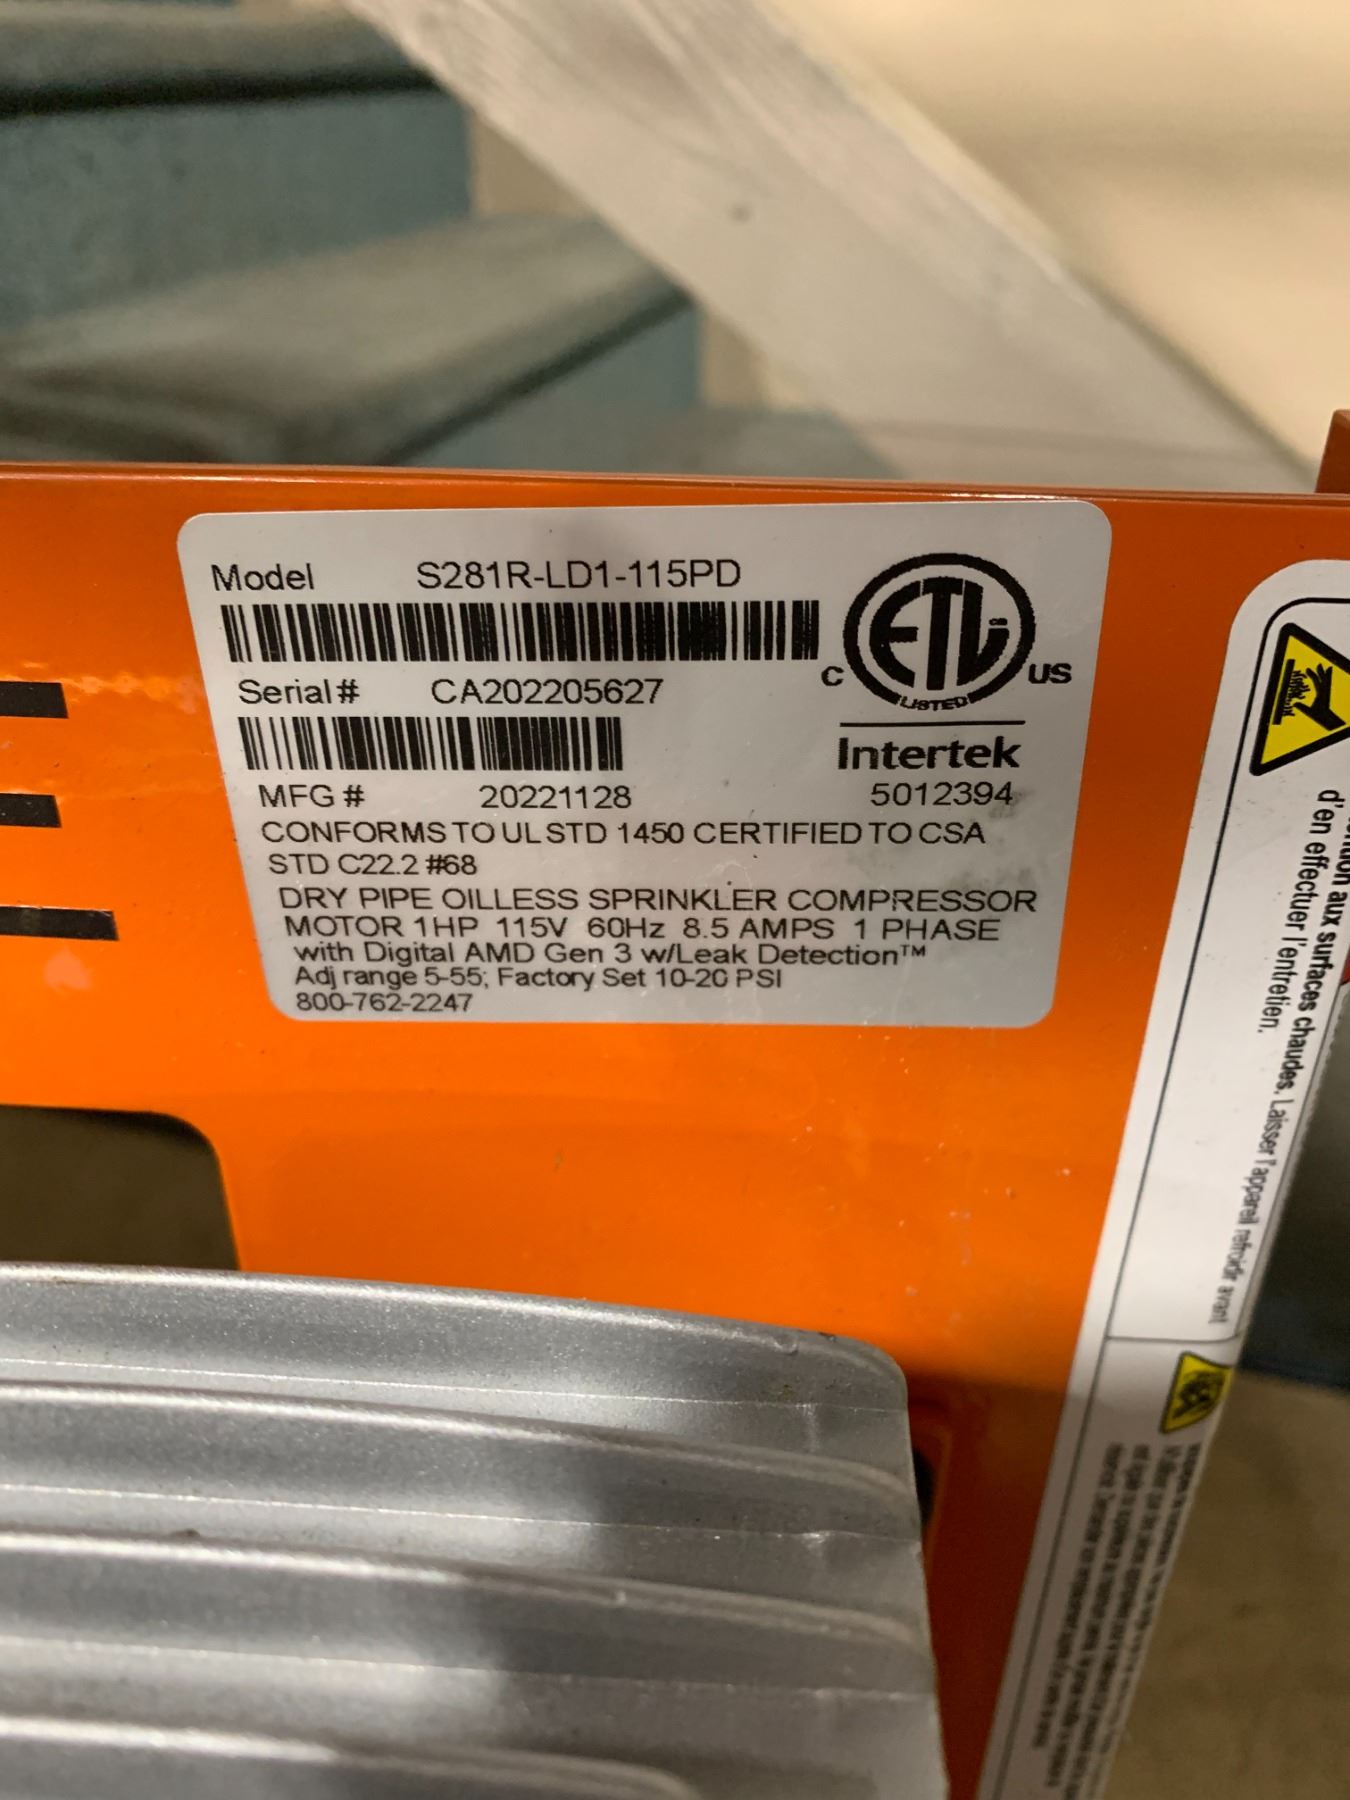 Model S281R-LD1-115PD
Serial# CA202205627
MFG # 20221128
CONFORMS TO UL STD 1450 CERTIFIED TO CSA
STD C22.2 #68
DRY PIPE OILLESS SPRINKLER COMPRESSOR
MOTOR 1HP 115V 60Hz 8.5 AMPS 1 PHASE
with Digital AMD Gen 3 w/Leak Detection™
Adj range 5-55; Factory Set 10-20 PSI
800-762-2247
ETL
C US
LISTED
Intertek
5012394
aux surfaces chaudes. Laisser l'appareil refroidir avant
d'en effectuer l'entretien.